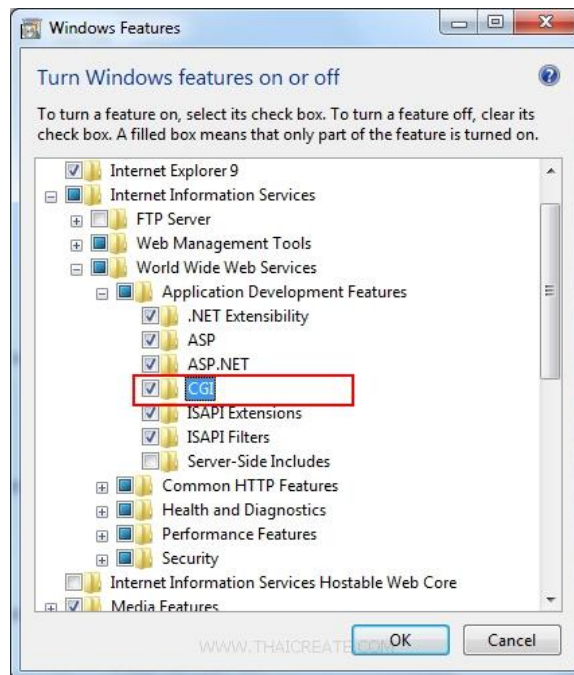 Windows Features
Turn Windows features on or off
To turn a feature on, select its check box. To turn a feature off, clear its
check box. A filled box means that only part of the feature is turned on.
Internet Explorer 9
Internet Information Services
FTP Server
Web Management Tools
World Wide Web Services
Application Development Features
.NET Extensibility
ASP
ASP.NET
CGI
ISAPI Extensions
ISAPI Filters
Server-Side Includes
Common HTTP Features
Health and Diagnostics
Performance Features
Security
Internet Information Services Hostable Web Core
Media Features
WWW.THAICREATE.COM
OK
Cancel